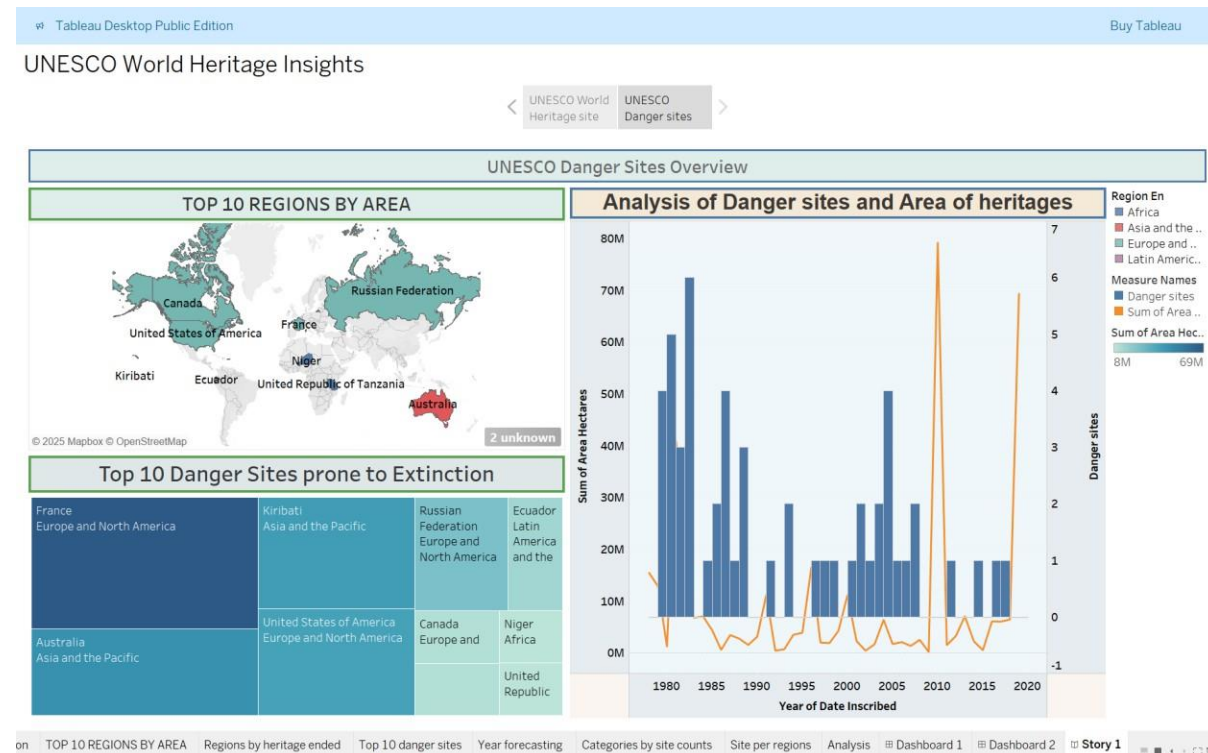 Tableau Desktop Public Edition
Buy Tableau
UNESCO World Heritage Insights
UNESCO World
Heritage site
UNESCO
Danger sites
UNESCO Danger Sites Overview
TOP 10 REGIONS BY AREA
Canada
Russian Federation
United States of America
France
Niger
Kiribati
Ecuador
United Republic of Tanzania
Australia
© 2025 Mapbox © OpenStreetMap
2 unknown
Top 10 Danger Sites prone to Extinction
France
Europe and North America
Kiribati
Asia and the Pacific
Russian
Federation
Europe and
North America
Ecuador
Latin
America
and the
Australia
Asia and the Pacific
United States of America
Europe and North America
Canada
Europe and
Niger
Africa
United
Republic
Analysis of Danger sites and Area of heritages
Sum of Area Hectares
80M
70M
60M
50M
40M
30M
20M
10M
0M
7
6
5
4
3
2
1
0
-1
Danger sites
1980 1985 1990 1995 2000 2005 2010 2015 2020
Year of Date Inscribed
Region En
Africa
Asia and the ..
Europe and ..
Latin Americ..
Measure Names
Danger sites
Sum of Area ..
Sum of Area Hec..
8M 69M
on TOP 10 REGIONS BY AREA Regions by heritage ended Top 10 danger sites Year forecasting Categories by site counts Site per regions Analysis Dashboard 1 Dashboard 2 Story 1